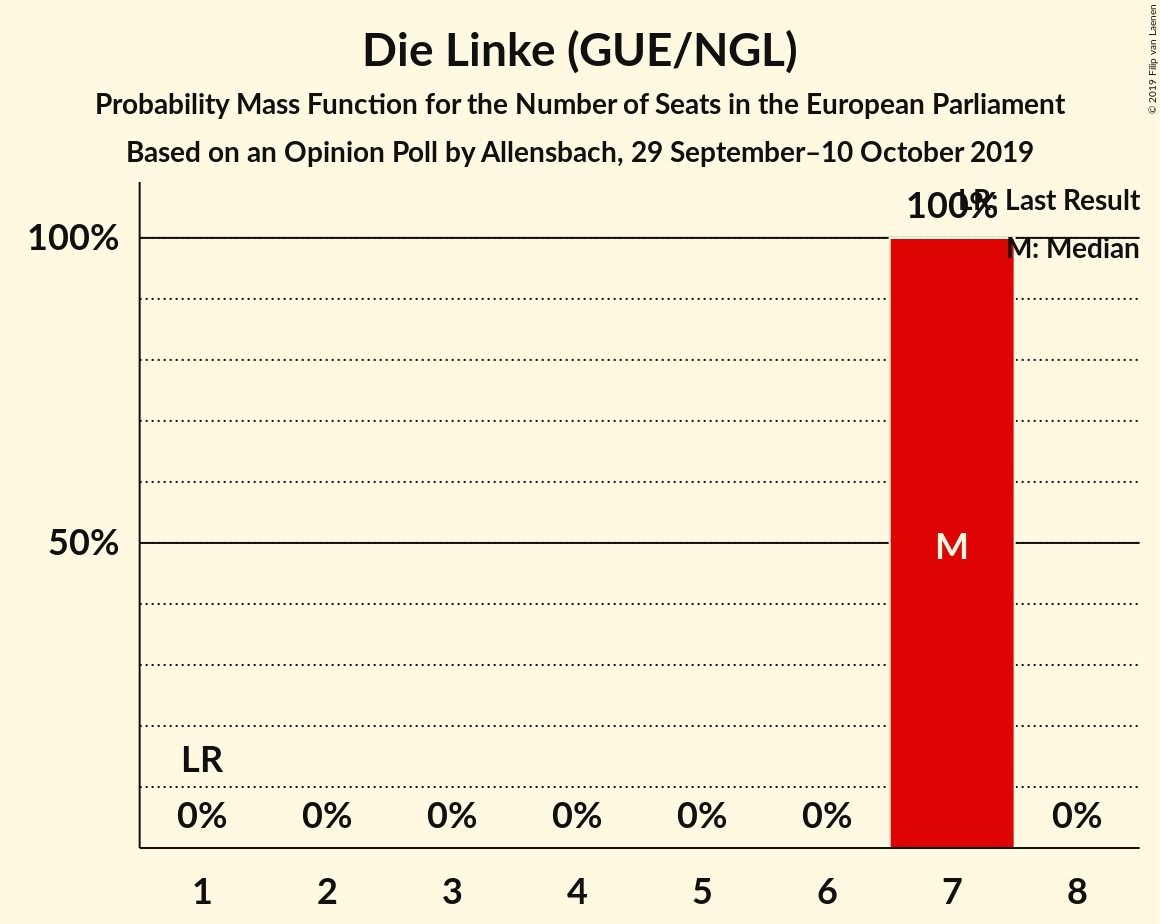 Die Linke (GUE/NGL)
Probability Mass Function for the Number of Seats in the European Parliament
Based on an Opinion Poll by Allensbach, 29 September–10 October 2019
© 2019 Filip van Laenen
LR: Last Result
M: Median
100%
100%
50%
M
LR
0% 0% 0% 0% 0% 0% 0%
1 2 3 4 5 6 7 8